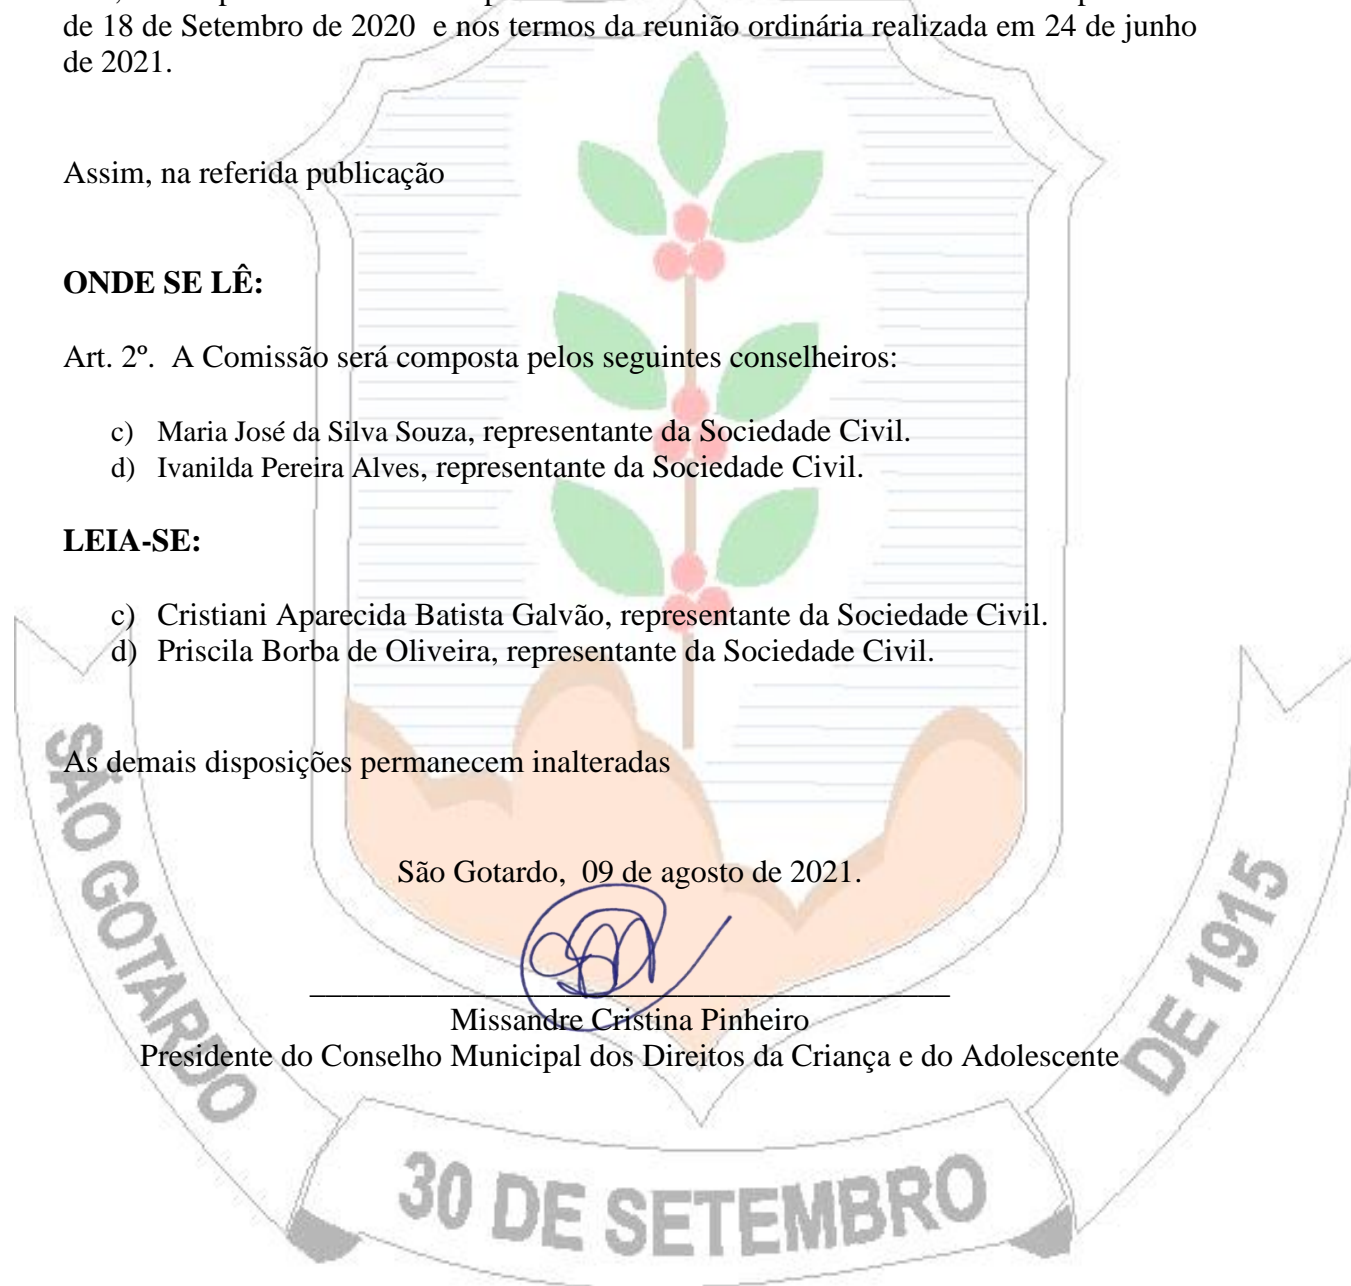 de 18 de Setembro de 2020 e nos termos da reunião ordinária realizada em 24 de junho
de 2021.
Assim, na referida publicação
ONDE SE LÊ:
Art. 2º. A Comissão será composta pelos seguintes conselheiros:
c) Maria José da Silva Souza, representante da Sociedade Civil.
d) Ivanilda Pereira Alves, representante da Sociedade Civil.
LEIA-SE:
c) Cristiani Aparecida Batista Galvão, representante da Sociedade Civil.
d) Priscila Borba de Oliveira, representante da Sociedade Civil.
As demais disposições permanecem inalteradas
São Gotardo, 09 de agosto de 2021.
Missandre Cristina Pinheiro
Presidente do Conselho Municipal dos Direitos da Criança e do Adolescente
SÃO GOTARDO
30 DE SETEMBRO
DE 1915